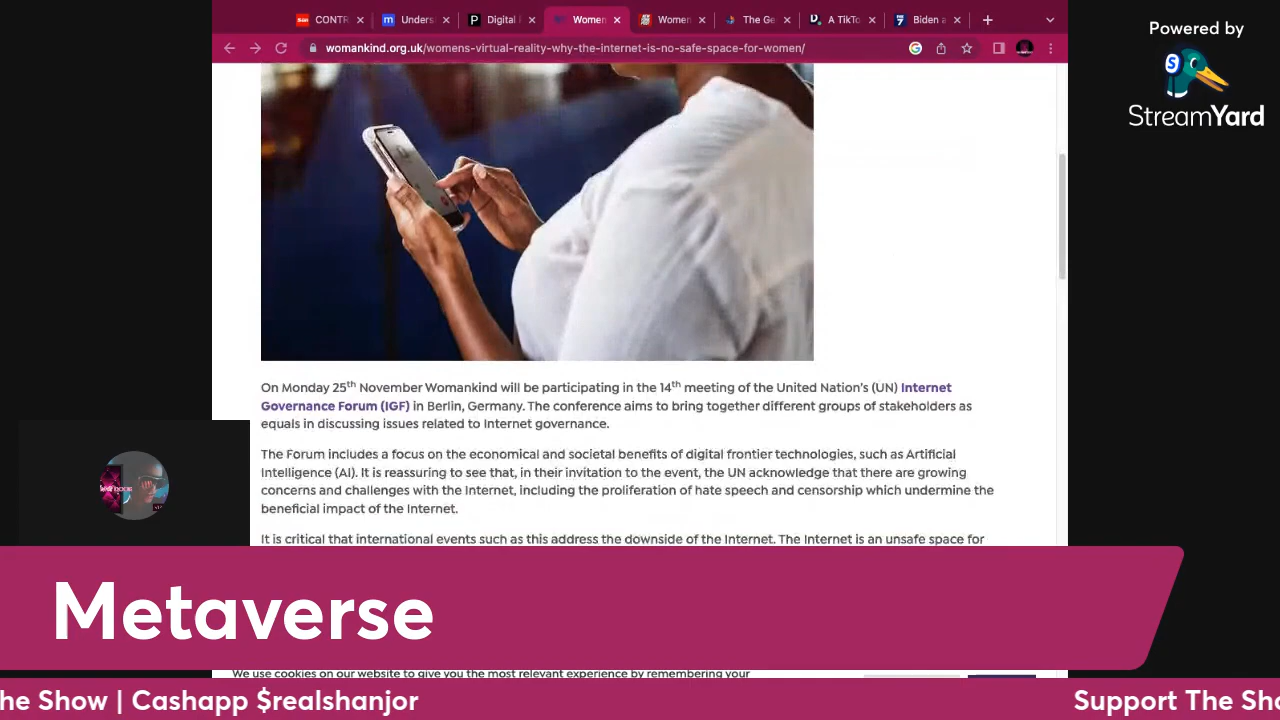 CONTR
Unders
Digital
Women
Women
The Ge
A TikTo
Biden a
womankind.org.uk/womens-virtual-reality-why-the-internet-is-no-safe-space-for-women/
Powered by
StreamYard
On Monday 25th November Womankind will be participating in the 14th meeting of the United Nation's (UN) Internet
Governance Forum (IGF) in Berlin, Germany. The conference aims to bring together different groups of stakeholders as
equals in discussing issues related to Internet governance.
The Forum includes a focus on the economical and societal benefits of digital frontier technologies, such as Artificial
Intelligence (AI). It is reassuring to see that, in their invitation to the event, the UN acknowledge that there are growing
concerns and challenges with the Internet, including the proliferation of hate speech and censorship which undermine the
beneficial impact of the Internet.
It is critical that international events such as this address the downside of the Internet. The Internet is an unsafe space for
Metaverse
We use cookies on our website to give you the most relevant experience by remembering your
he Show | Cashapp $realshanjor
Support The Sho